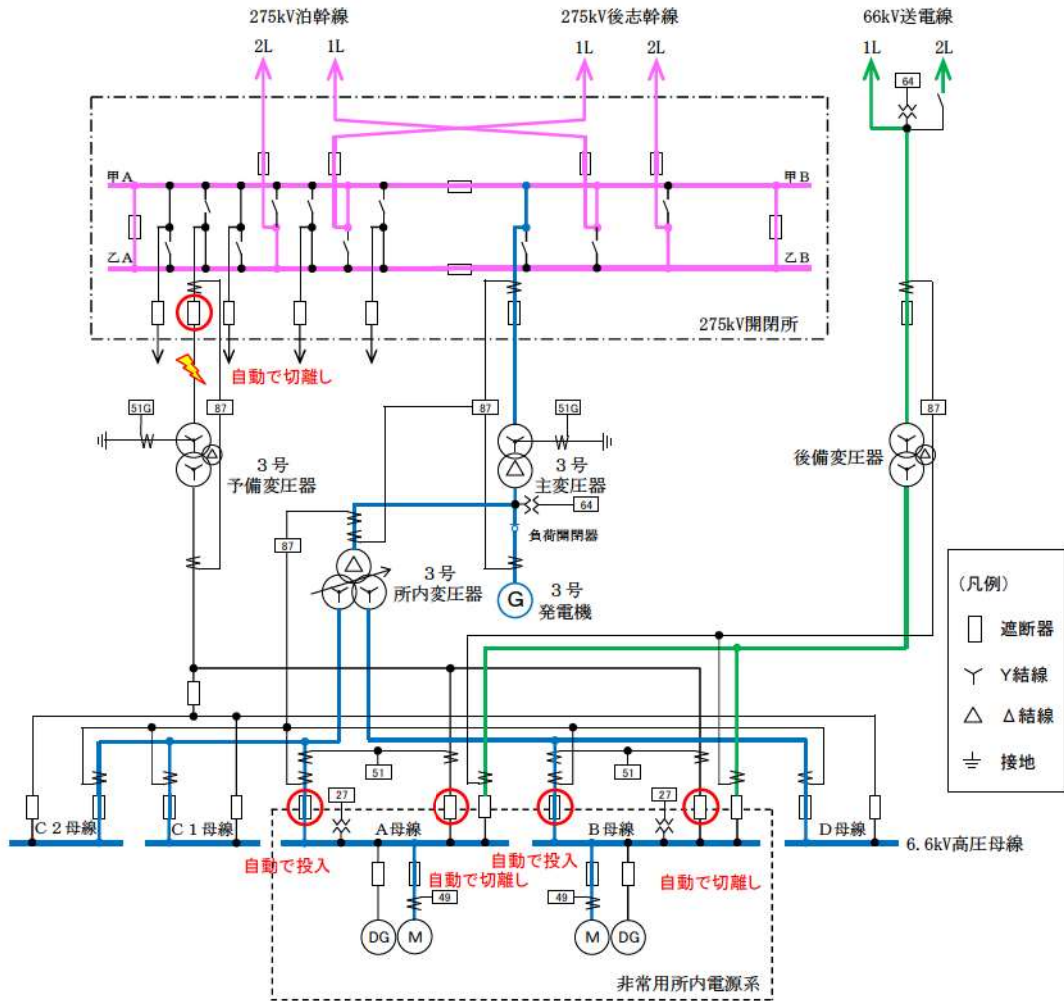 275kV泊幹線
275kV後志幹線
66kV送電線
2L
1L
1L
2L
1L
2L
64
甲A
甲B
乙A
乙B
275kV開閉所
自動で切離し
51G
87
87
51G
87
3号
予備変圧器
3号
主変圧器
後備変圧器
64
負荷開閉器
87
3号
所内変圧器
G
3号
発電機
(凡例)
遮断器
Y結線
Δ結線
接地
51
51
27
27
C2母線
C1母線
A母線
B母線
D母線
6.6kV高圧母線
自動で投入
自動で切離し
自動で投入
自動で切離し
49
49
DG
M
M
DG
非常用所内電源系